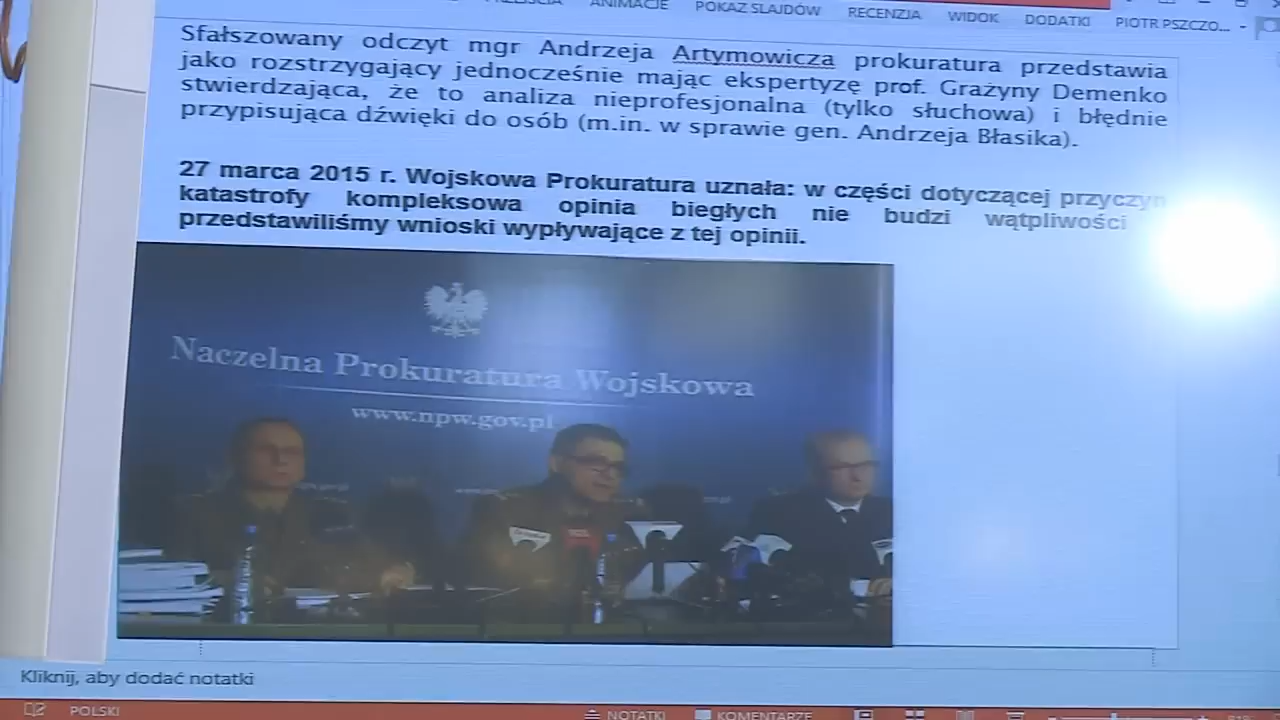 ANIMACJE POKAZ SLAJDÓW RECENZJA WIDOK DODATKI PIOTR PSZCZO...
Sfałszowany odczyt mgr Andrzeja Artymowicza prokuratura przedstawia
jako rozstrzygający jednocześnie mając ekspertyzę prof. Grażyny Demenko
stwierdzająca, że to analiza nieprofesjonalna (tylko słuchowa) i błędnie
przypisująca dźwięki do osób (m.in. w sprawie gen. Andrzeja Błasika).
27 marca 2015 r. Wojskowa Prokuratura uznała: w części dotyczącej przyczyn
katastrofy kompleksowa opinia biegłych nie budzi wątpliwości
przedstawiliśmy wnioski wypływające z tej opinii.
Naczelna Prokuratura Wojskowa
www.npw.gov.pl
Kliknij, aby dodać notatki
POLSKI NOTATKI KOMENTARZE